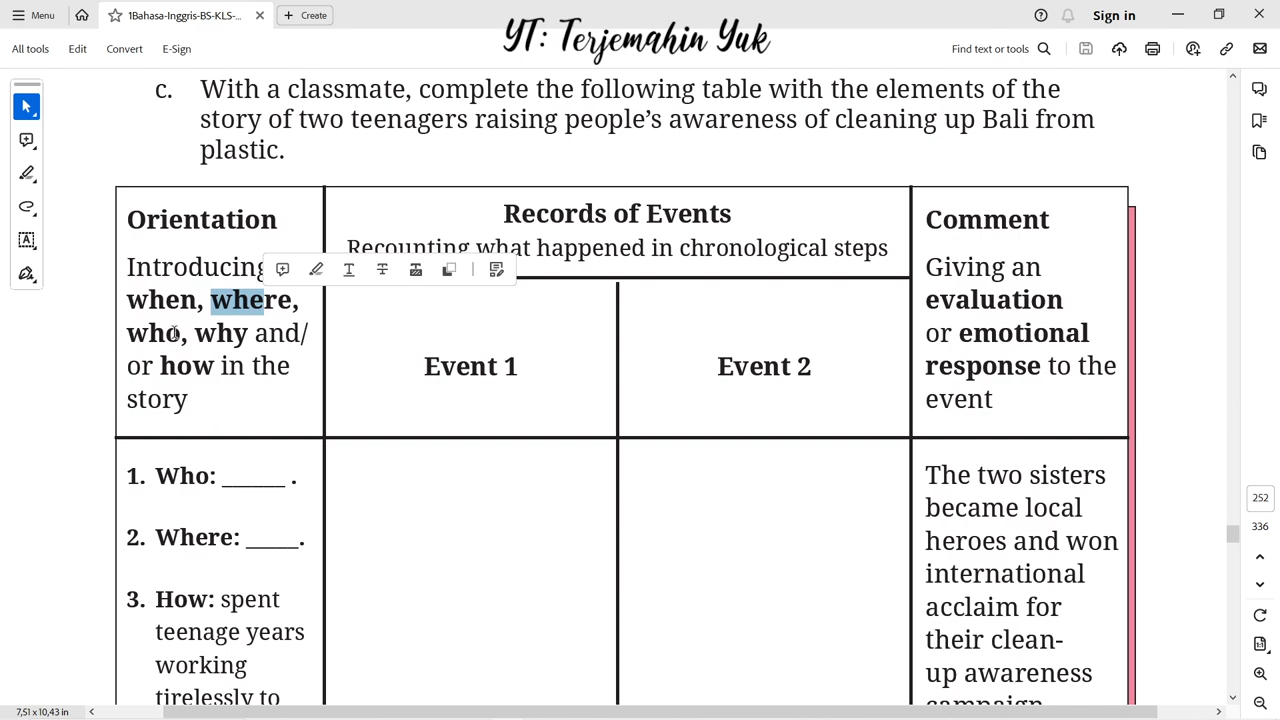 Menu
1Bahasa-Inggris-BS-KLS-...
Create
Sign in
All tools
Edit
Convert
E-Sign
YT: Terjemahin Yuk
Find text or tools
c. With a classmate, complete the following table with the elements of the
story of two teenagers raising people's awareness of cleaning up Bali from
plastic.
Orientation
Introducing
when, where,
who, why and/
or how in the
story
Records of Events
Recounting what happened in chronological steps
Event 1
Event 2
Comment
Giving an
evaluation
or emotional
response to the
event
1. Who: ______ .
2. Where: _____.
3. How: spent
teenage years
working
tirelessly to
The two sisters
became local
heroes and won
international
acclaim for
their clean-
up awareness
campaign
252
336
7,51 x 10,43 in